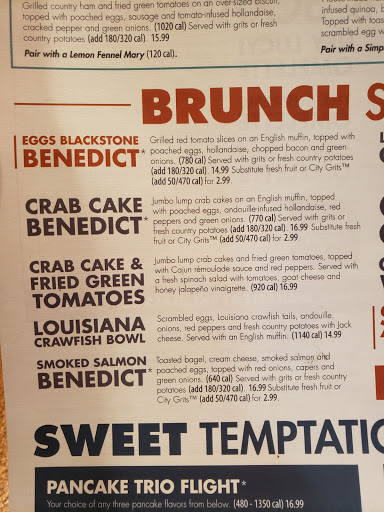 Grilled country ham and fried green tomatoes on an over-sized biscuit,
topped with poached eggs, sausage and tomato-infused hollandaise,
cracked pepper and green onions. (1020 cal) Served with grits or fresh
country potatoes (add 180/320 cal). 15.99
Pair with a Lemon Fennel Mary (120 cal).
infused quinoa, b
Topped with toas
scrambled egg w
Pair with a Simp
BRUNCH S
EGGS BLACKSTONE
BENEDICT*
Grilled red tomato slices on an English muffin, topped with
poached eggs, hollandaise, chopped bacon and green
onions. (780 cal) Served with grits or fresh country potatoes
(add 180/320 cal). 14.99 Substitute fresh fruit or City Grits™
(add 50/470 cal) for 2.99.
CRAB CAKE
BENEDICT*
Jumbo lump crab cakes on an English muffin, topped
with poached eggs, andouille-infused hollandaise, red
peppers and green onions. (770 cal) Served with grits or
fresh country potatoes (add 180/320 cal). 16.99 Substitute fresh
fruit or City Grits™ (add 50/470 cal) for 2.99.
CRAB CAKE &
FRIED GREEN
TOMATOES
Jumbo lump crab cakes and fried green tomatoes, topped
with Cajun rémoulade sauce and red peppers. Served with
a fresh spinach salad with tomatoes, goat cheese and
honey jalapeño vinaigrette. (920 cal) 16.99
LOUISIANA
CRAWFISH BOWL
Scrambled eggs, Louisiana crawfish tails, andouille,
onions, red peppers and fresh country potatoes with Jack
cheese. Served with an English muffin. (1140 cal) 14.99
SMOKED SALMON
BENEDICT*
Toasted bagel, cream cheese, smoked salmon and
poached eggs, topped with red onions, capers and
green onions. (640 cal) Served with grits or fresh country
potatoes (add 180/320 cal). 16.99 Substitute fresh fruit or
City Grits™ (add 50/470 cal) for 2.99.
SWEET TEMPTATIO
PANCAKE TRIO FLIGHT*
Your choice of any three pancake flavors from below. (480 - 1350 cal) 16.99